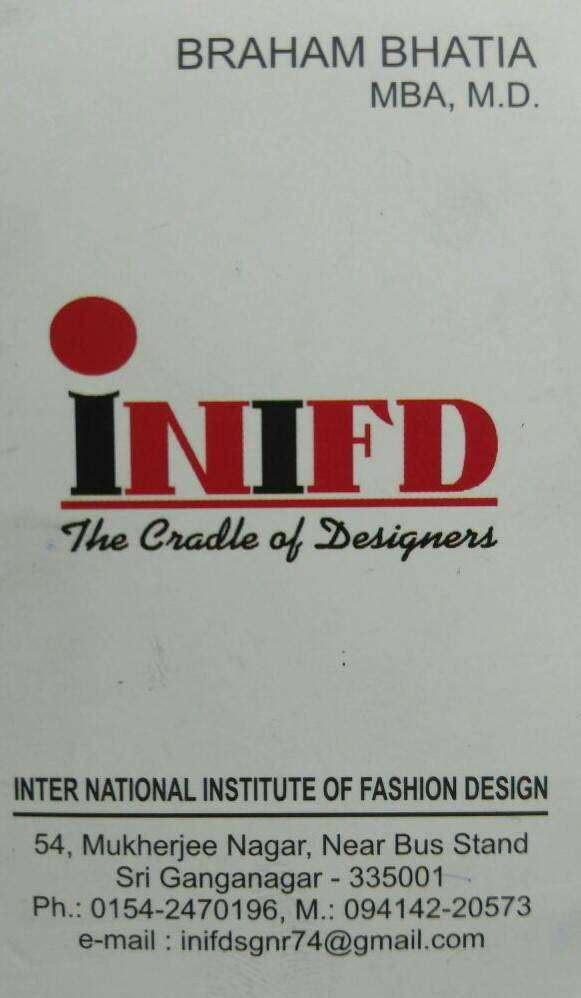 BRAHAM BHATIA
MBA, M.D.
iNIFD
The Cradle of Designers
INTER NATIONAL INSTITUTE OF FASHION DESIGN
54, Mukherjee Nagar, Near Bus Stand
Sri Ganganagar - 335001
Ph.: 0154-2470196, M.: 094142-20573
e-mail : inifdsgnr74@gmail.com